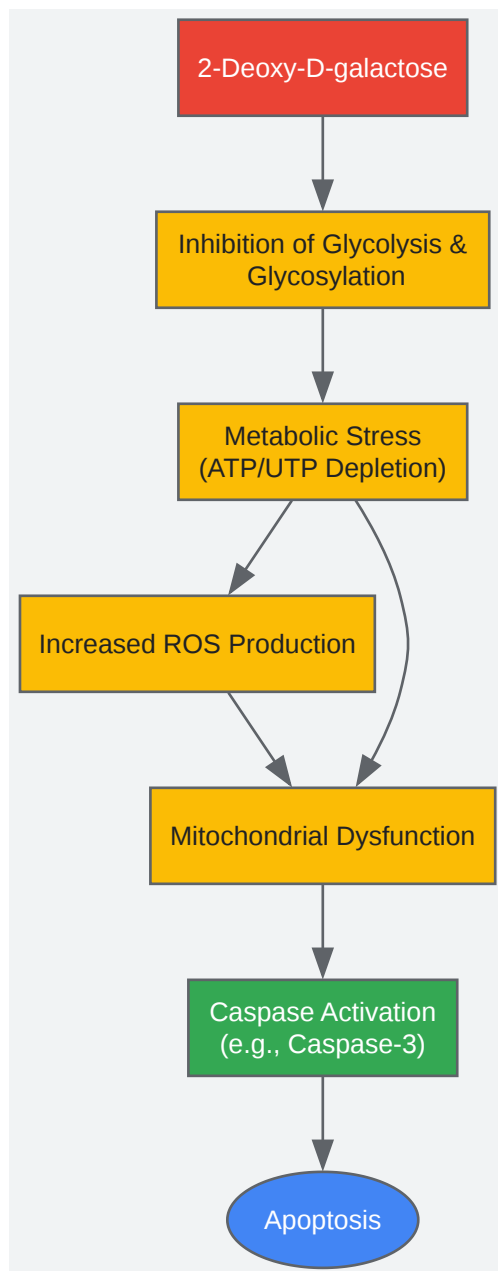 2-Deoxy-D-galactose
Inhibition of Glycolysis &
Glycosylation
Metabolic Stress
(ATP/UTP Depletion)
Increased ROS Production
Mitochondrial Dysfunction
Caspase Activation
(e.g., Caspase-3)
Apoptosis